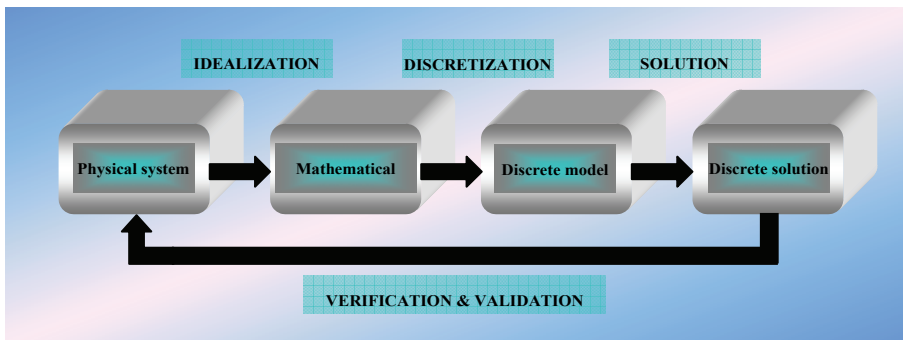 IDEALIZATION
DISCRETIZATION
SOLUTION
Physical system
Mathematical
Discrete model
Discrete solution
VERIFICATION & VALIDATION